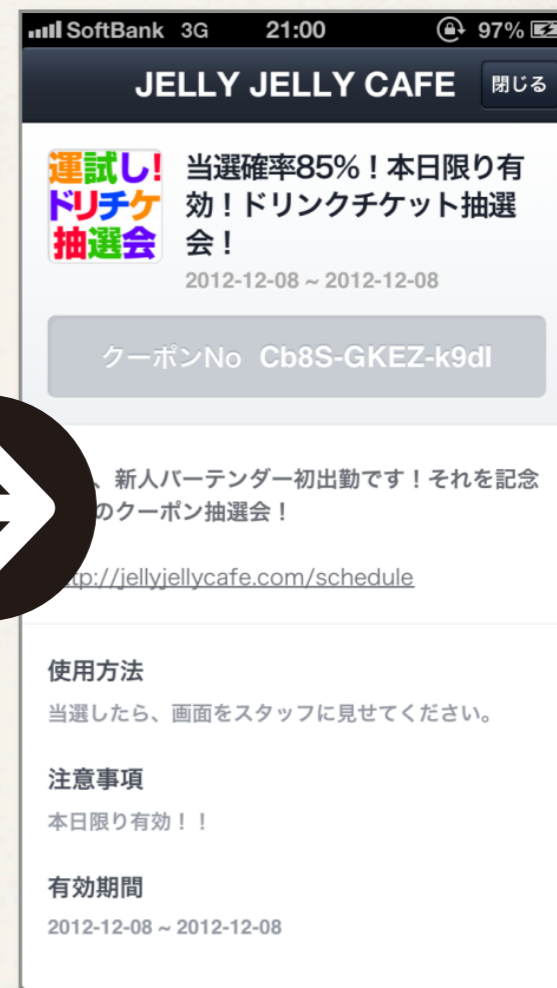 SoftBank 3G 21:00 97%
JELLY JELLY CAFE 閉じる
運試し!
ドリチケ
抽選会
当選確率85%！本日限り有
効！ドリンクチケット抽選
会！
2012-12-08 ~ 2012-12-08
クーポンNo Cb8S-GKEZ-k9dI
、新人バーテンダー初出勤です！それを記念
のクーポン抽選会！
tp://jellyjellycafe.com/schedule
使用方法
当選したら、画面をスタッフに見せてください。
注意事項
本日限り有効！！
有効期間
2012-12-08 ~ 2012-12-08